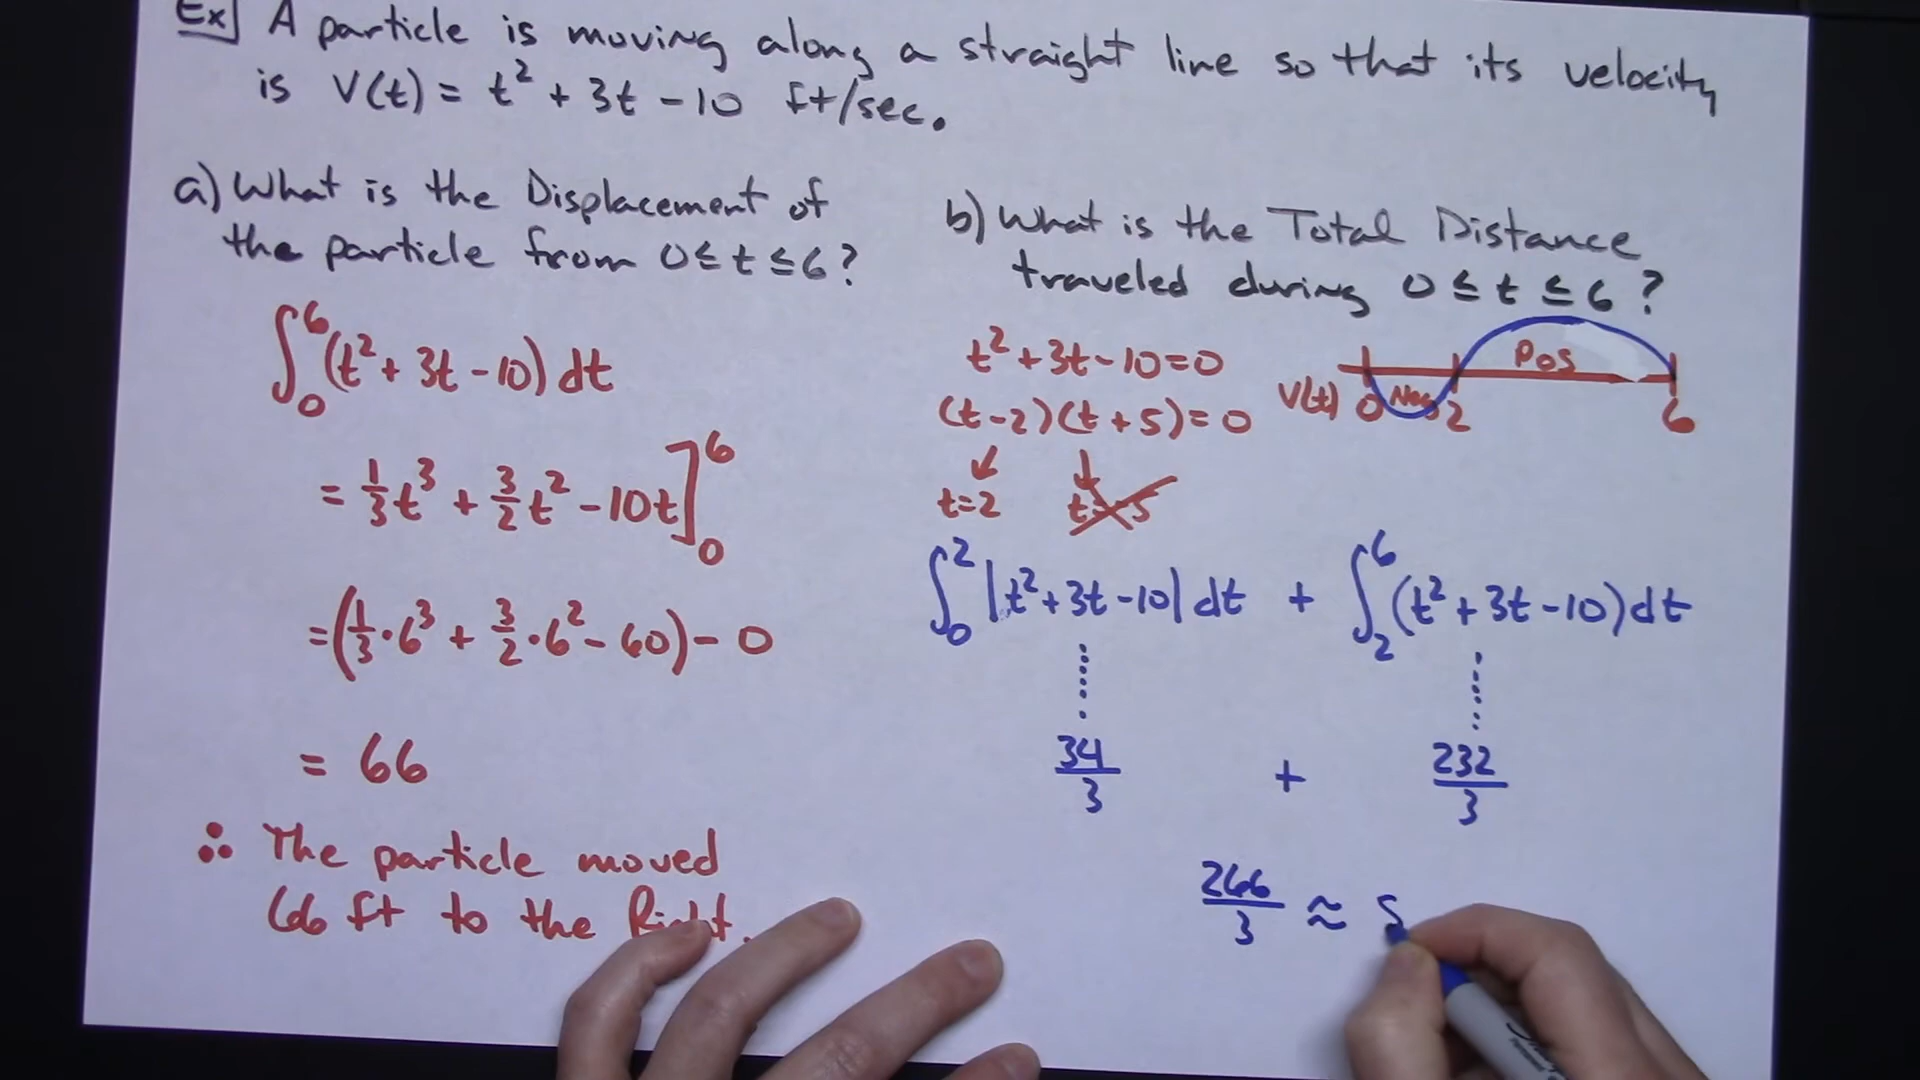 Ex] A particle is moving along a straight line so that its velocity
is V(t) = t² + 3t - 10 ft/sec.
a) What is the Displacement of
the particle from 0 ≤ t ≤ 6?
∫₀⁶ (t² + 3t - 10) dt
= 1/3 t³ + 3/2 t² - 10t]₀⁶
= (1/3 · 6³ + 3/2 · 6² - 60) - 0
= 66
∴ The particle moved
66 ft to the Right.
b) What is the Total Distance
traveled during 0 ≤ t ≤ 6?
t² + 3t - 10 = 0
(t - 2)(t + 5) = 0
t=2 t=-5
V(t) 0 Neg 2 Pos 6
∫₀² |t² + 3t - 10| dt + ∫₂⁶ (t² + 3t - 10) dt
34/3 + 232/3
266/3 ≈